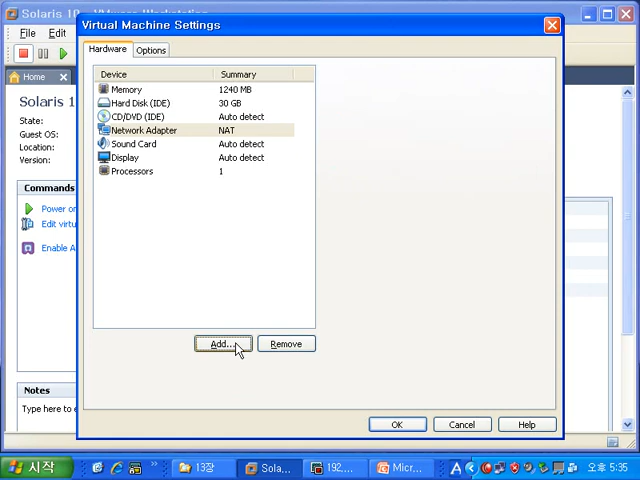 Solaris 10 - VMware Workstation
Virtual Machine Settings
File Edit
Hardware Options
Home
Device Summary
Memory 1240 MB
Hard Disk (IDE) 30 GB
CD/DVD (IDE) Auto detect
Network Adapter NAT
Sound Card Auto detect
Display Auto detect
Processors 1
Solaris 1
State:
Guest OS:
Location:
Version:
Commands
Power on
Edit virtu
Enable A
Add... Remove
Notes
Type here to e
OK Cancel Help
시작 13장 Sola,,, 192,,,, Micr,,, A 오후 5:35